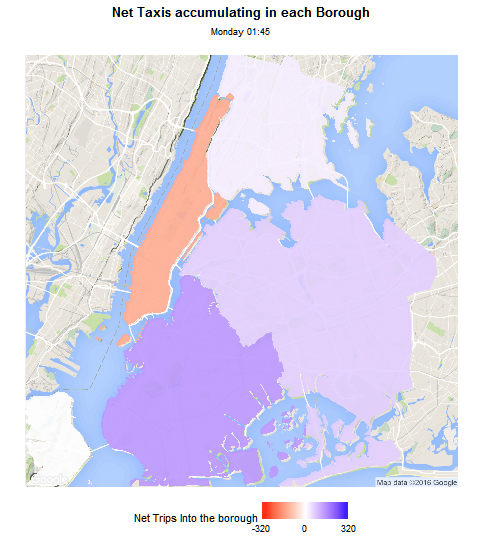 Net Taxis accumulating in each Borough
Monday 01:45
Map data ©2016 Google
Net Trips Into the borough
-320 0 320